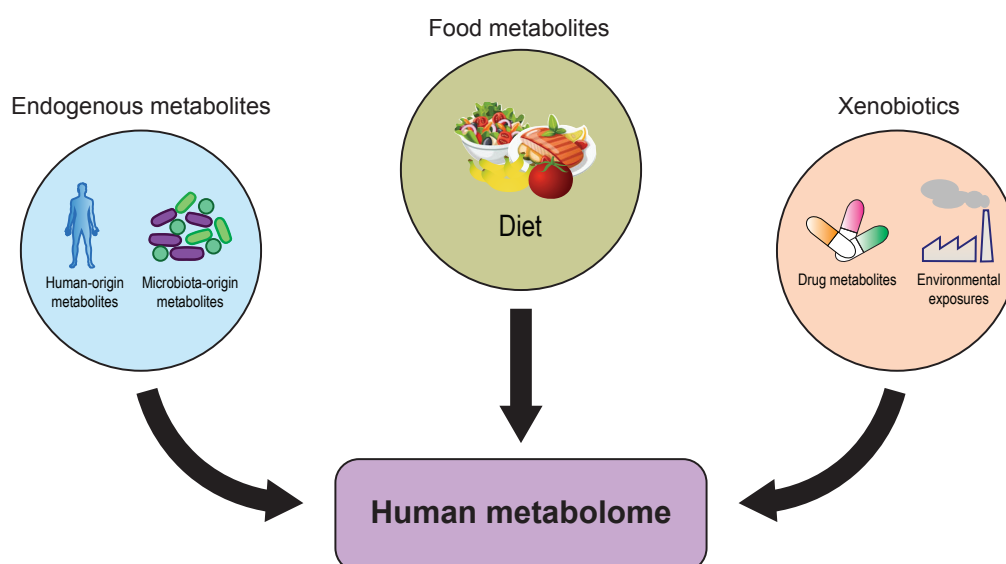 Food metabolites
Endogenous metabolites
Xenobiotics
Diet
Human-origin
metabolites
Microbiota-origin
metabolites
Drug metabolites
Environmental
exposures
Human metabolome